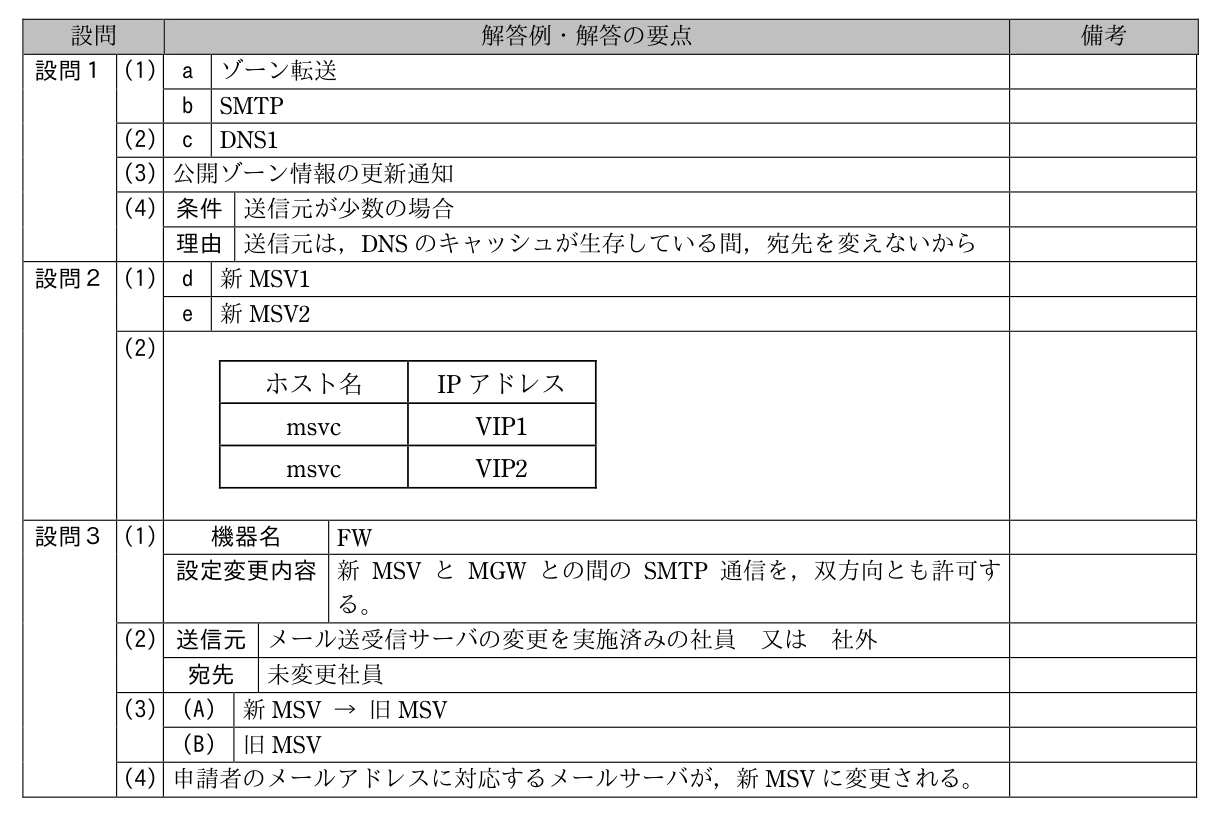 設問 解答例・解答の要点 備考
設問１ (1) a ゾーン転送
b SMTP
(2) c DNS1
(3) 公開ゾーン情報の更新通知
(4) 条件 送信元が少数の場合
理由 送信元は，DNS のキャッシュが生存している間，宛先を変えないから
設問２ (1) d 新 MSV1
e 新 MSV2
(2)
ホスト名 IP アドレス
msvc VIP1
msvc VIP2
設問３ (1) 機器名 FW
設定変更内容 新 MSV と MGW との間の SMTP 通信を，双方向とも許可す
る。
(2) 送信元 メール送受信サーバの変更を実施済みの社員　又は　社外
宛先 未変更社員
(3) (A) 新 MSV → 旧 MSV
(B) 旧 MSV
(4) 申請者のメールアドレスに対応するメールサーバが，新 MSV に変更される。